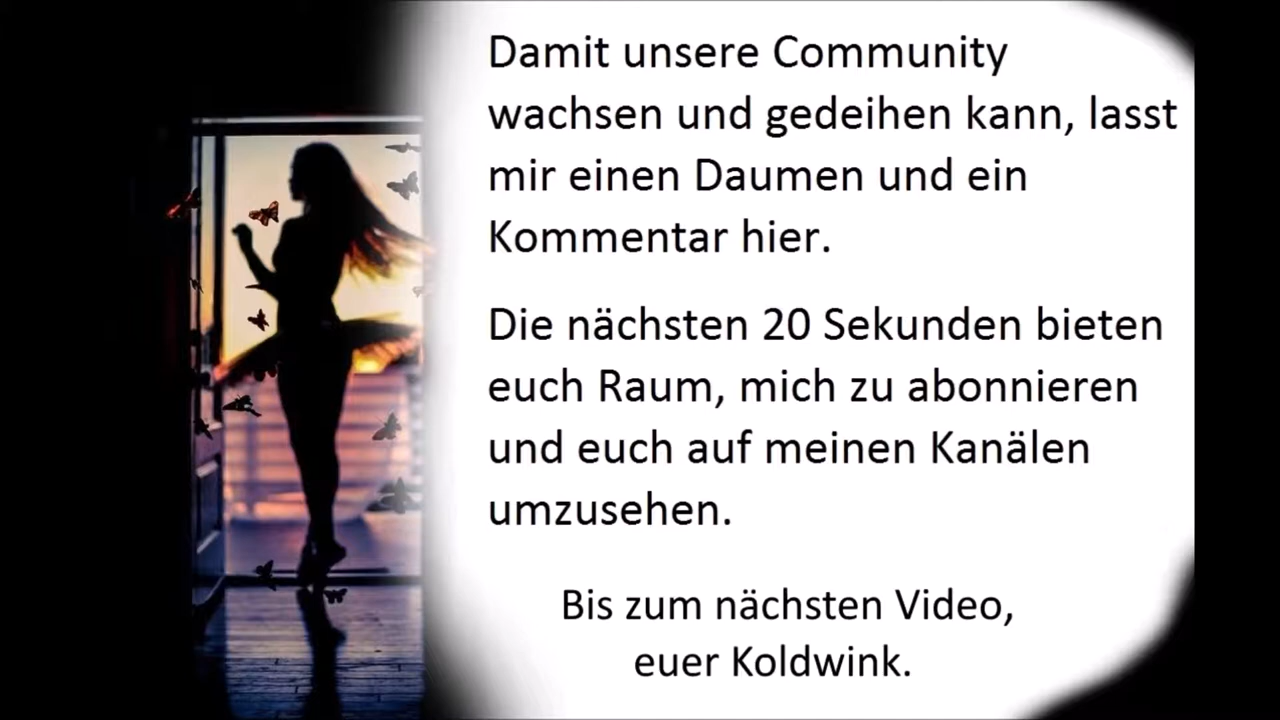 Damit unsere Community
wachsen und gedeihen kann, lasst
mir einen Daumen und ein
Kommentar hier.
Die nächsten 20 Sekunden bieten
euch Raum, mich zu abonnieren
und euch auf meinen Kanälen
umzusehen.
Bis zum nächsten Video,
euer Koldwink.